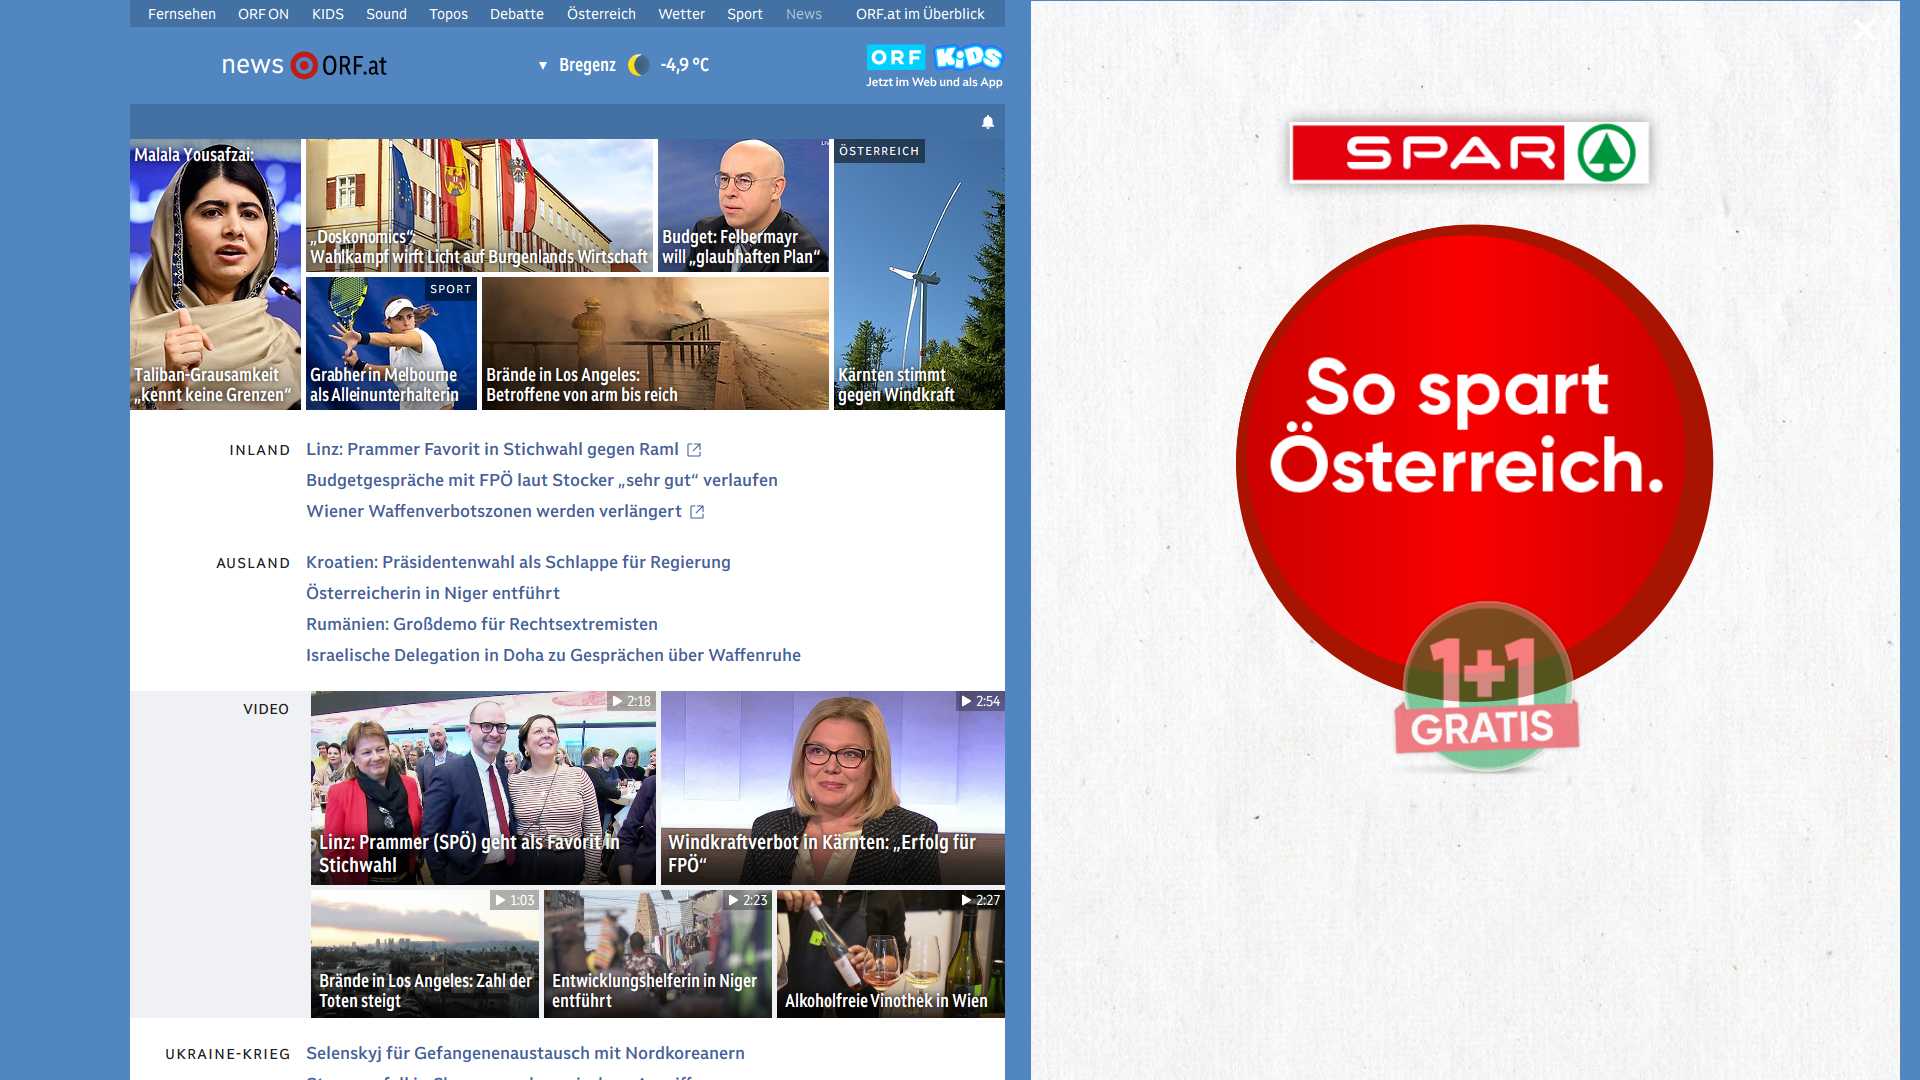 Fernsehen ORF ON KIDS Sound Topos Debatte Österreich Wetter Sport News ORF.at im Überblick
news ORF.at
Bregenz -4,9 °C
ORF KiDS
Jetzt im Web und als App
Malala Yousafzai:
Taliban-Grausamkeit
„kennt keine Grenzen“
„Doskonomics“:
Wahlkampf wirft Licht auf Burgenlands Wirtschaft
Budget: Felbermayr
will „glaubhaften Plan“
ÖSTERREICH
Kärnten stimmt
gegen Windkraft
SPORT
Grabher in Melbourne
als Alleinunterhalterin
Brände in Los Angeles:
Betroffene von arm bis reich
INLAND
Linz: Prammer Favorit in Stichwahl gegen Raml
Budgetgespräche mit FPÖ laut Stocker „sehr gut“ verlaufen
Wiener Waffenverbotszonen werden verlängert
AUSLAND
Kroatien: Präsidentenwahl als Schlappe für Regierung
Österreicherin in Niger entführt
Rumänien: Großdemo für Rechtsextremisten
Israelische Delegation in Doha zu Gesprächen über Waffenruhe
VIDEO
2:18
Linz: Prammer (SPÖ) geht als Favorit in
Stichwahl
2:54
Windkraftverbot in Kärnten: „Erfolg für
FPÖ“
1:03
Brände in Los Angeles: Zahl der
Toten steigt
2:23
Entwicklungshelferin in Niger
entführt
2:27
Alkoholfreie Vinothek in Wien
UKRAINE-KRIEG
Selenskyj für Gefangenenaustausch mit Nordkoreanern
SPAR
So spart
Österreich.
1+1
GRATIS